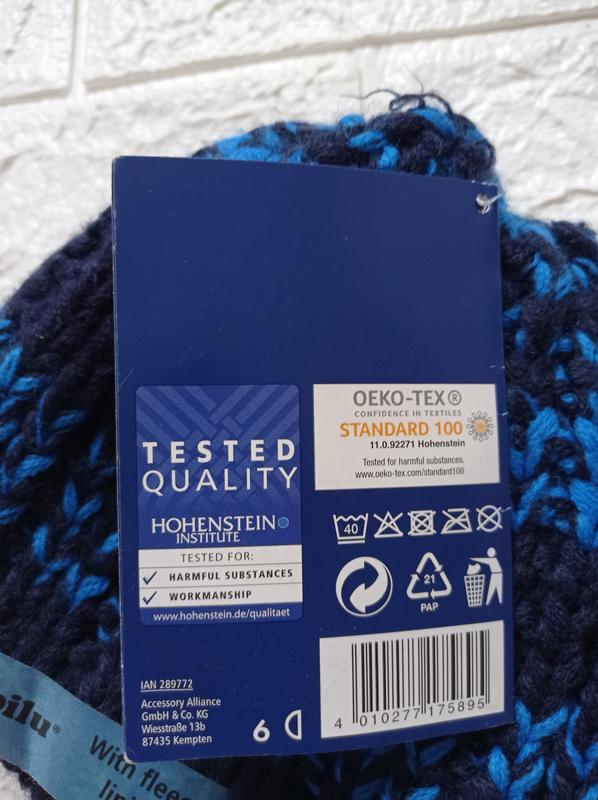 TESTED
QUALITY
HOHENSTEIN
INSTITUTE
TESTED FOR:
HARMFUL SUBSTANCES
WORKMANSHIP
www.hohenstein.de/qualitaet
OEKO-TEX®
CONFIDENCE IN TEXTILES
STANDARD 100
11.0.92271 Hohenstein
Tested for harmful substances.
www.oeko-tex.com/standard100
40
21
PAP
IAN 289772
Accessory Alliance
GmbH & Co. KG
Wiesstraße 13b
87435 Kempten
6
4 010277 175895
With